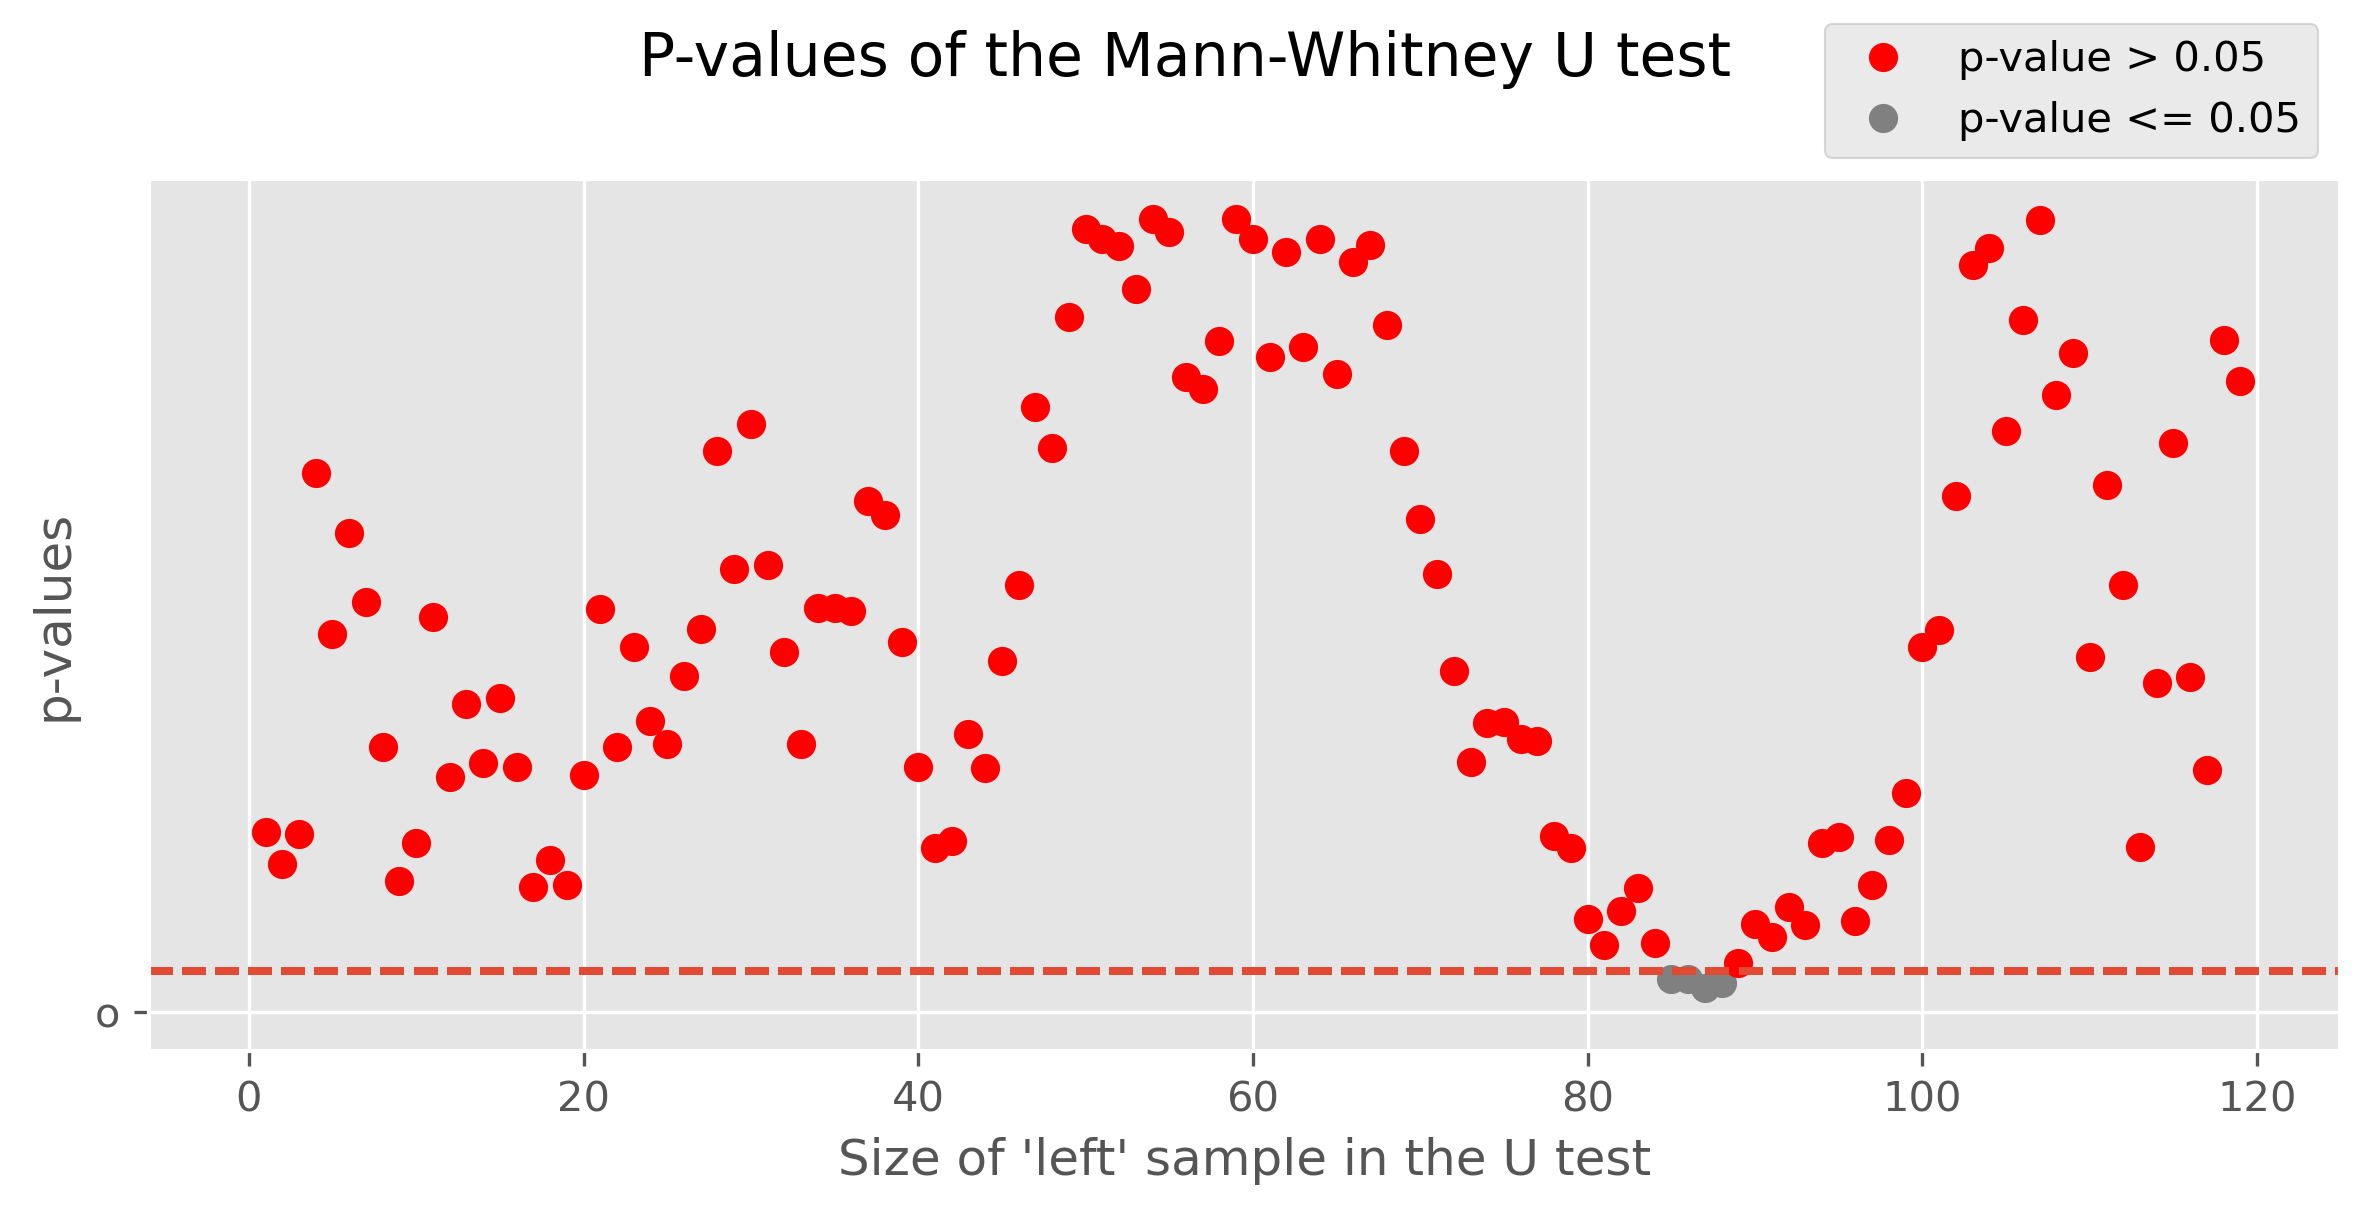 P-values of the Mann-Whitney U test
p-value > 0.05
p-value <= 0.05
p-values
o
0 20 40 60 80 100 120
Size of 'left' sample in the U test